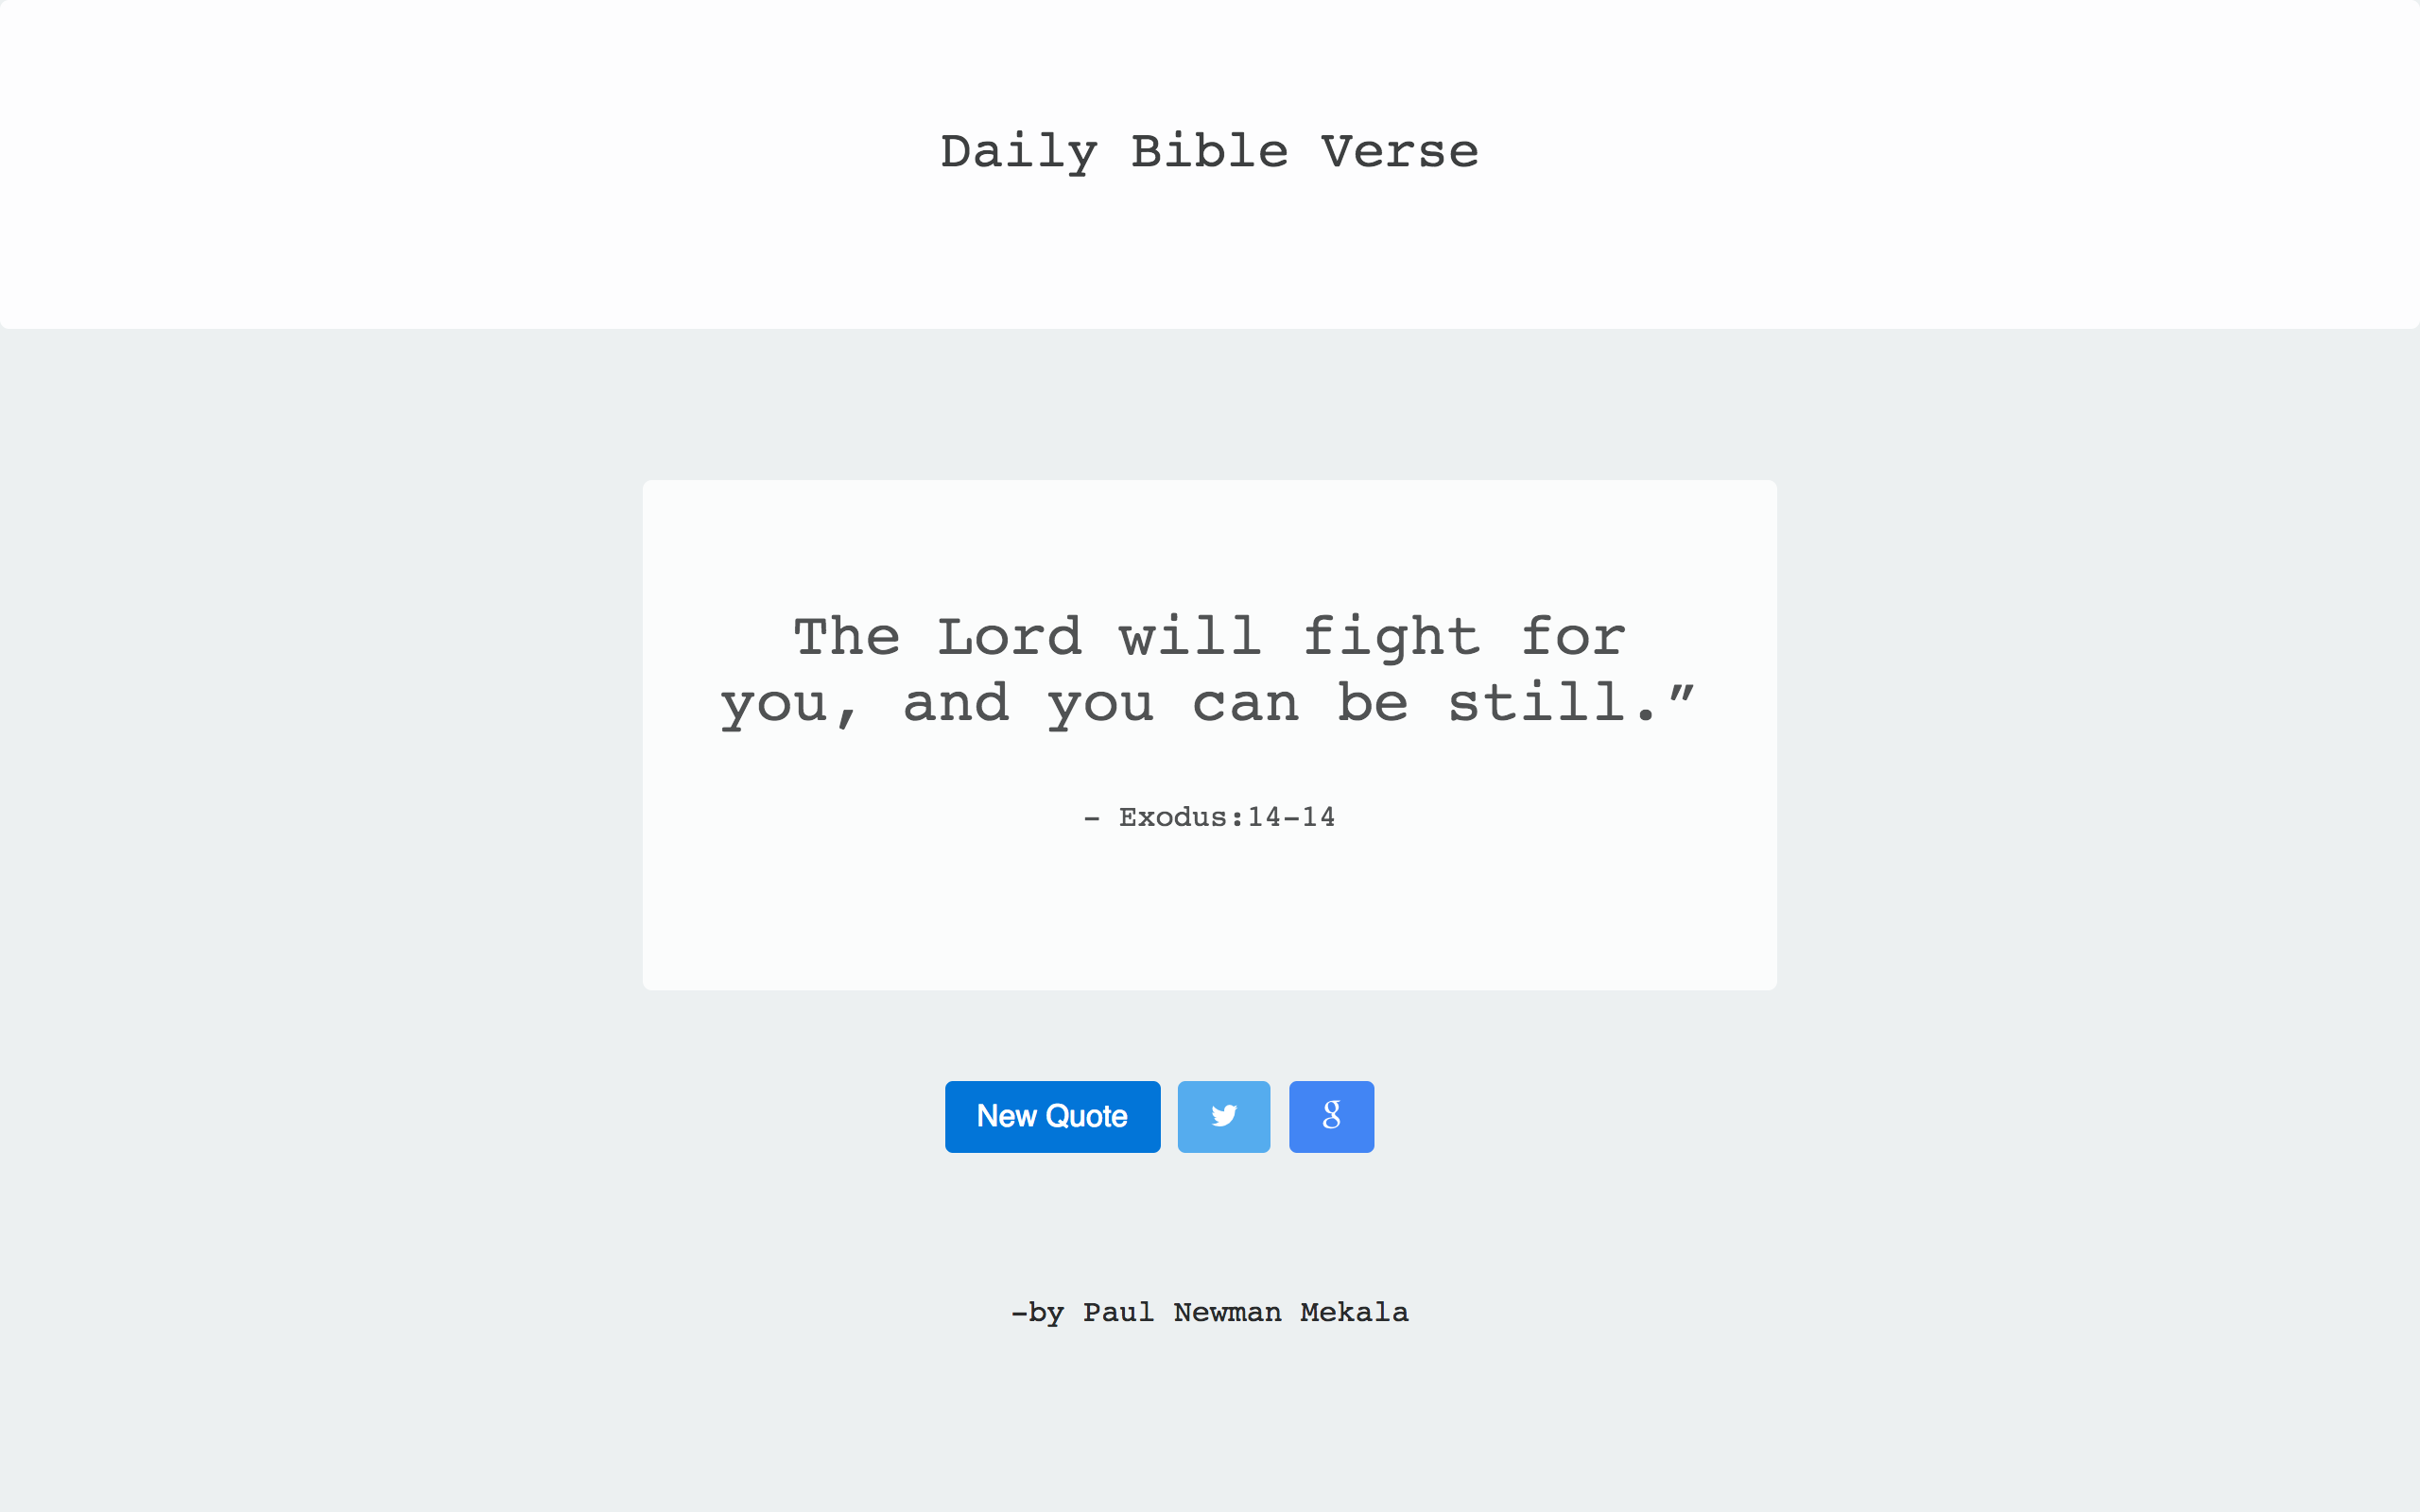 Daily Bible Verse
The Lord will fight for
you, and you can be still.”
- Exodus:14-14
New Quote
g
-by Paul Newman Mekala